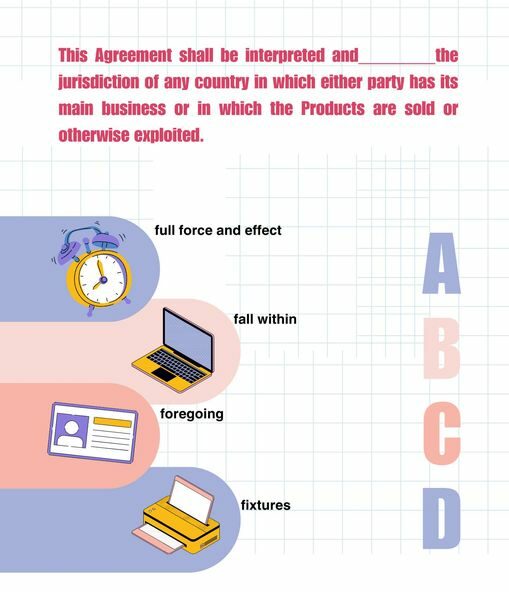 This Agreement shall be interpreted and_________the
jurisdiction of any country in which either party has its
main business or in which the Products are sold or
otherwise exploited.
full force and effect
A
fall within
B
foregoing
C
fixtures
D